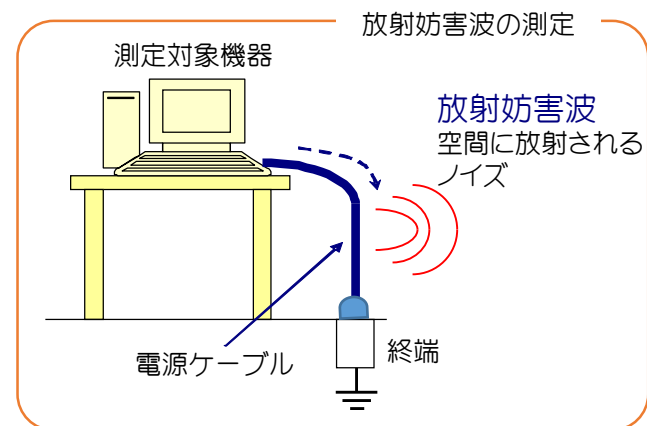 放射妨害波の測定
測定対象機器
放射妨害波
空間に放射される
ノイズ
電源ケーブル
終端